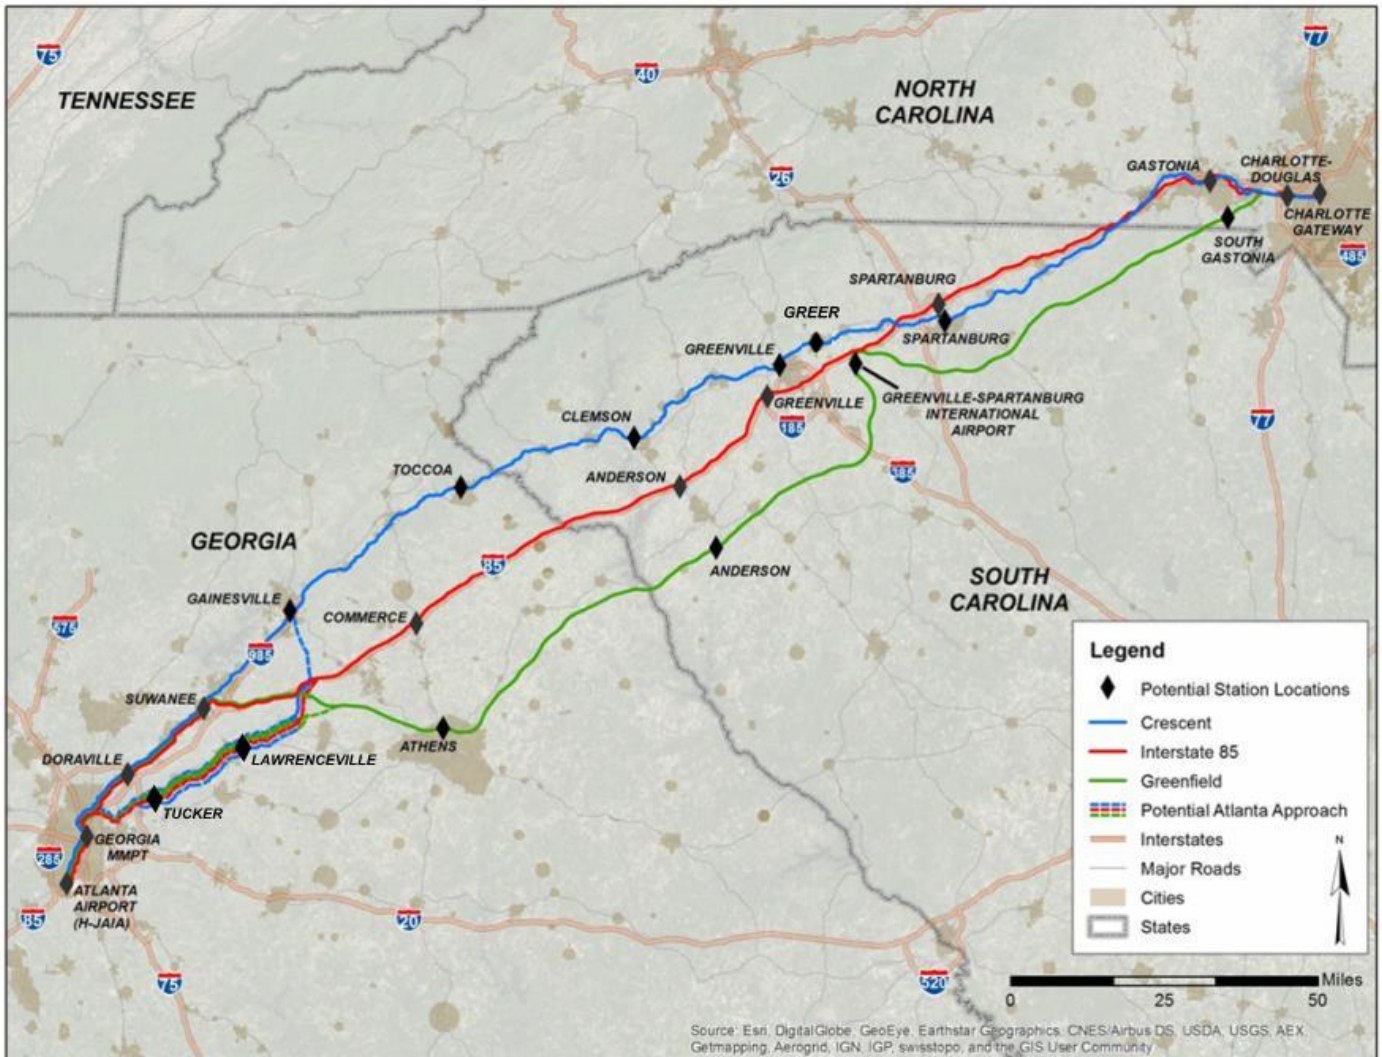 75
TENNESSEE
40
77
NORTH
CAROLINA
26
GASTONIA
CHARLOTTE-
DOUGLAS
CHARLOTTE
GATEWAY
SOUTH
GASTONIA
485
SPARTANBURG
GREER
SPARTANBURG
GREENVILLE
GREENVILLE
GREENVILLE-SPARTANBURG
INTERNATIONAL
AIRPORT
185
77
CLEMSON
385
TOCCOA
ANDERSON
GEORGIA
85
ANDERSON
SOUTH
CAROLINA
GAINESVILLE
COMMERCE
575
985
SUWANEE
ATHENS
LAWRENCEVILLE
DORAVILLE
TUCKER
GEORGIA
MMPT
285
ATLANTA
AIRPORT
(H-JAIA)
85
20
75
520
Legend
Potential Station Locations
Crescent
Interstate 85
Greenfield
Potential Atlanta Approach
Interstates
Major Roads
Cities
States
N
Miles
0 25 50
Source: Esri, DigitalGlobe, GeoEye, Earthstar Geographics, CNES/Airbus DS, USDA, USGS, AEX,
Getmapping, Aerogrid, IGN, IGP, swisstopo, and the GIS User Community